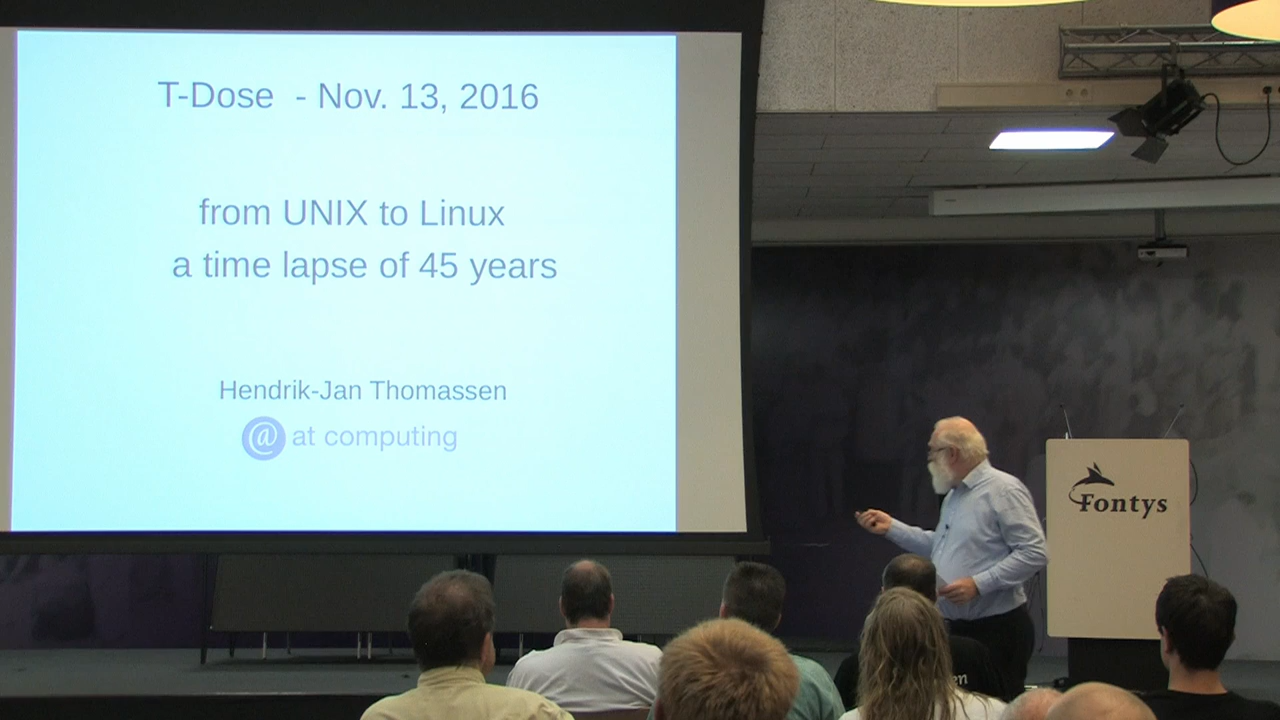 T-Dose - Nov. 13, 2016
from UNIX to Linux
a time lapse of 45 years
Hendrik-Jan Thomassen
@ at computing
Fontys